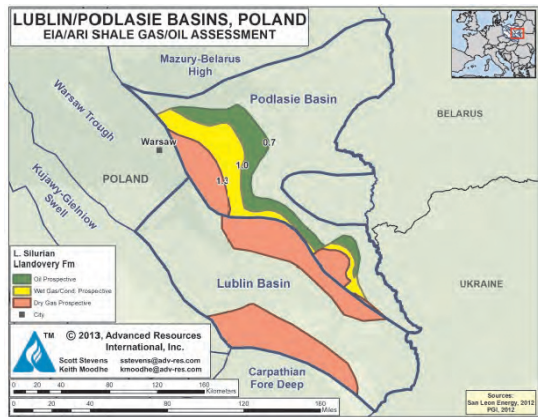 LUBLIN/PODLASIE BASINS, POLAND
EIA/ARI SHALE GAS/OIL ASSESSMENT
Mazury-Belarus
High
Podlasie Basin
Warsaw Trough
BELARUS
Warsaw
0.7
1.0
POLAND
1.3
Kujawy-Gielniow
Swell
L. Silurian
Llandovery Fm
Oil Prospective
Wet Gas/Cond. Prospective
Dry Gas Prospective
City
Lublin Basin
UKRAINE
TM
© 2013, Advanced Resources
International, Inc.
Scott Stevens sstevens@adv-res.com
Keith Moodhe kmoodhe@adv-res.com
Carpathian
Fore Deep
0 20 40 80 120 160
Kilometers
0 20 40 80 120 160
Miles
Sources:
San Leon Energy, 2012
PGI, 2012